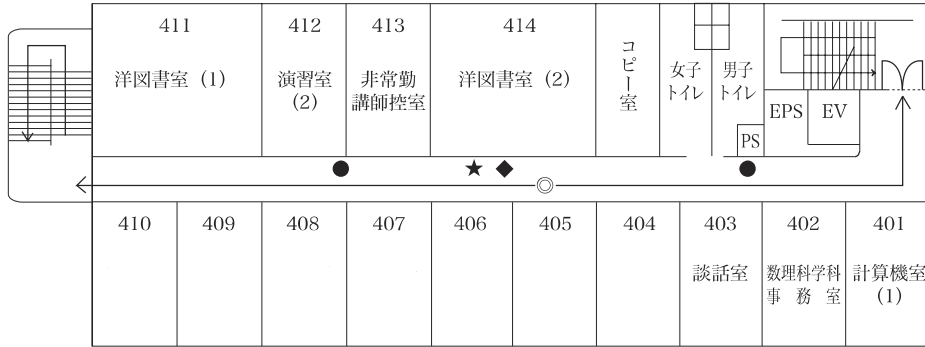 411
洋図書室 (1)
412
演習室
(2)
413
非常勤
講師控室
414
洋図書室 (2)
コピー室
女子
トイレ
男子
トイレ
PS
EPS
EV
410
409
408
407
406
405
404
403
談話室
402
数理科学科
事務室
401
計算機室
(1)